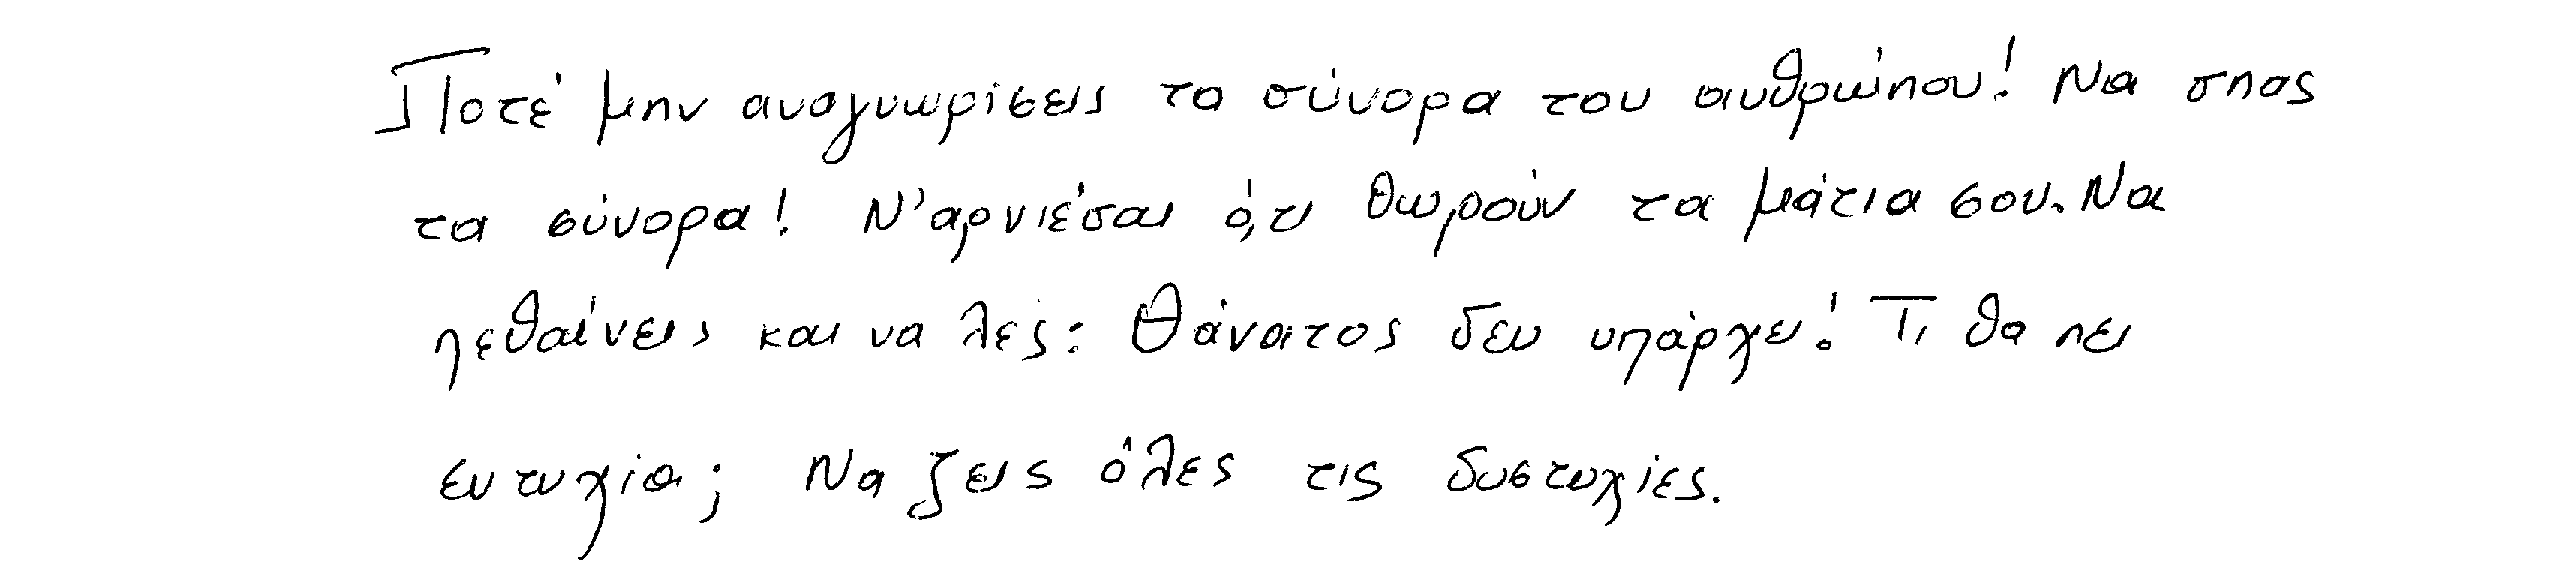 Ποτέ μην αναγνωρίσεις τα σύνορα του ανθρώπου! Να σπας
τα σύνορα! Ν'αρνιέσαι ό,τι θωρούν τα μάτια σου. Να
πεθαίνεις και να λες: Θάνατος δεν υπάρχει! Τι θα πει
ευτυχία; Να ζεις όλες τις δυστυχίες.